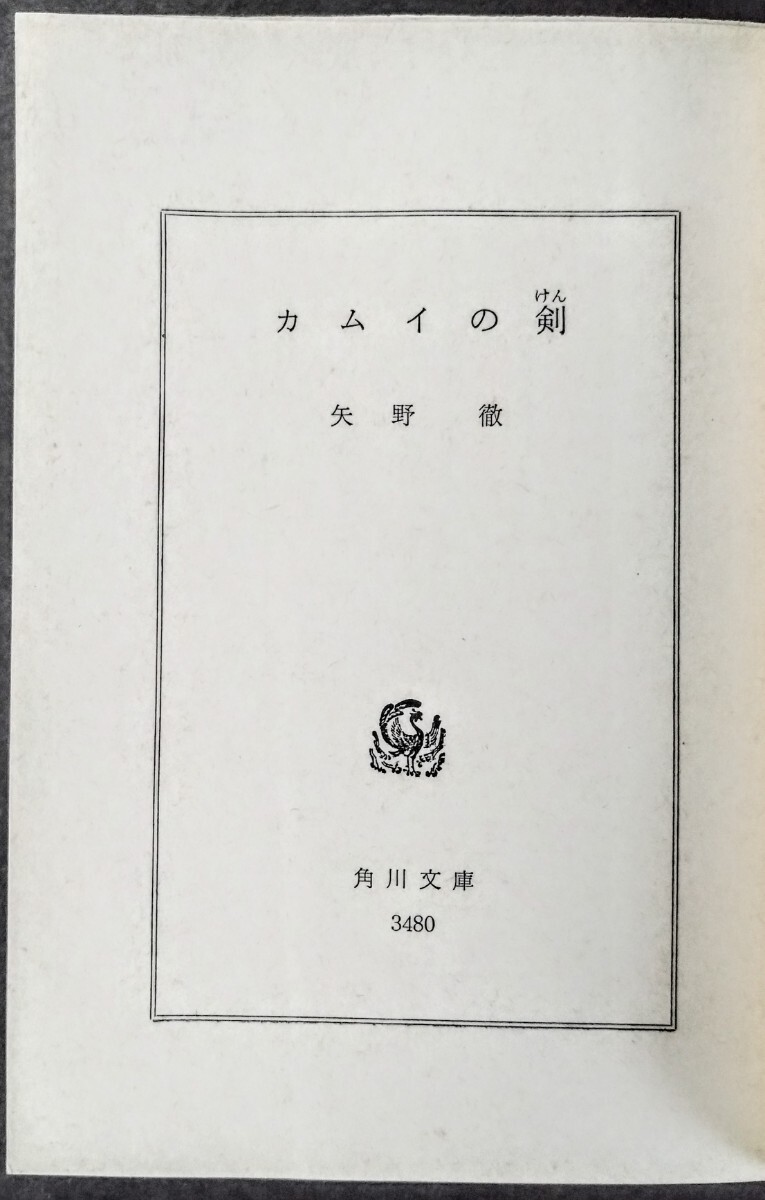 カムイの剣
けん
矢野 徹
角川文庫
3480